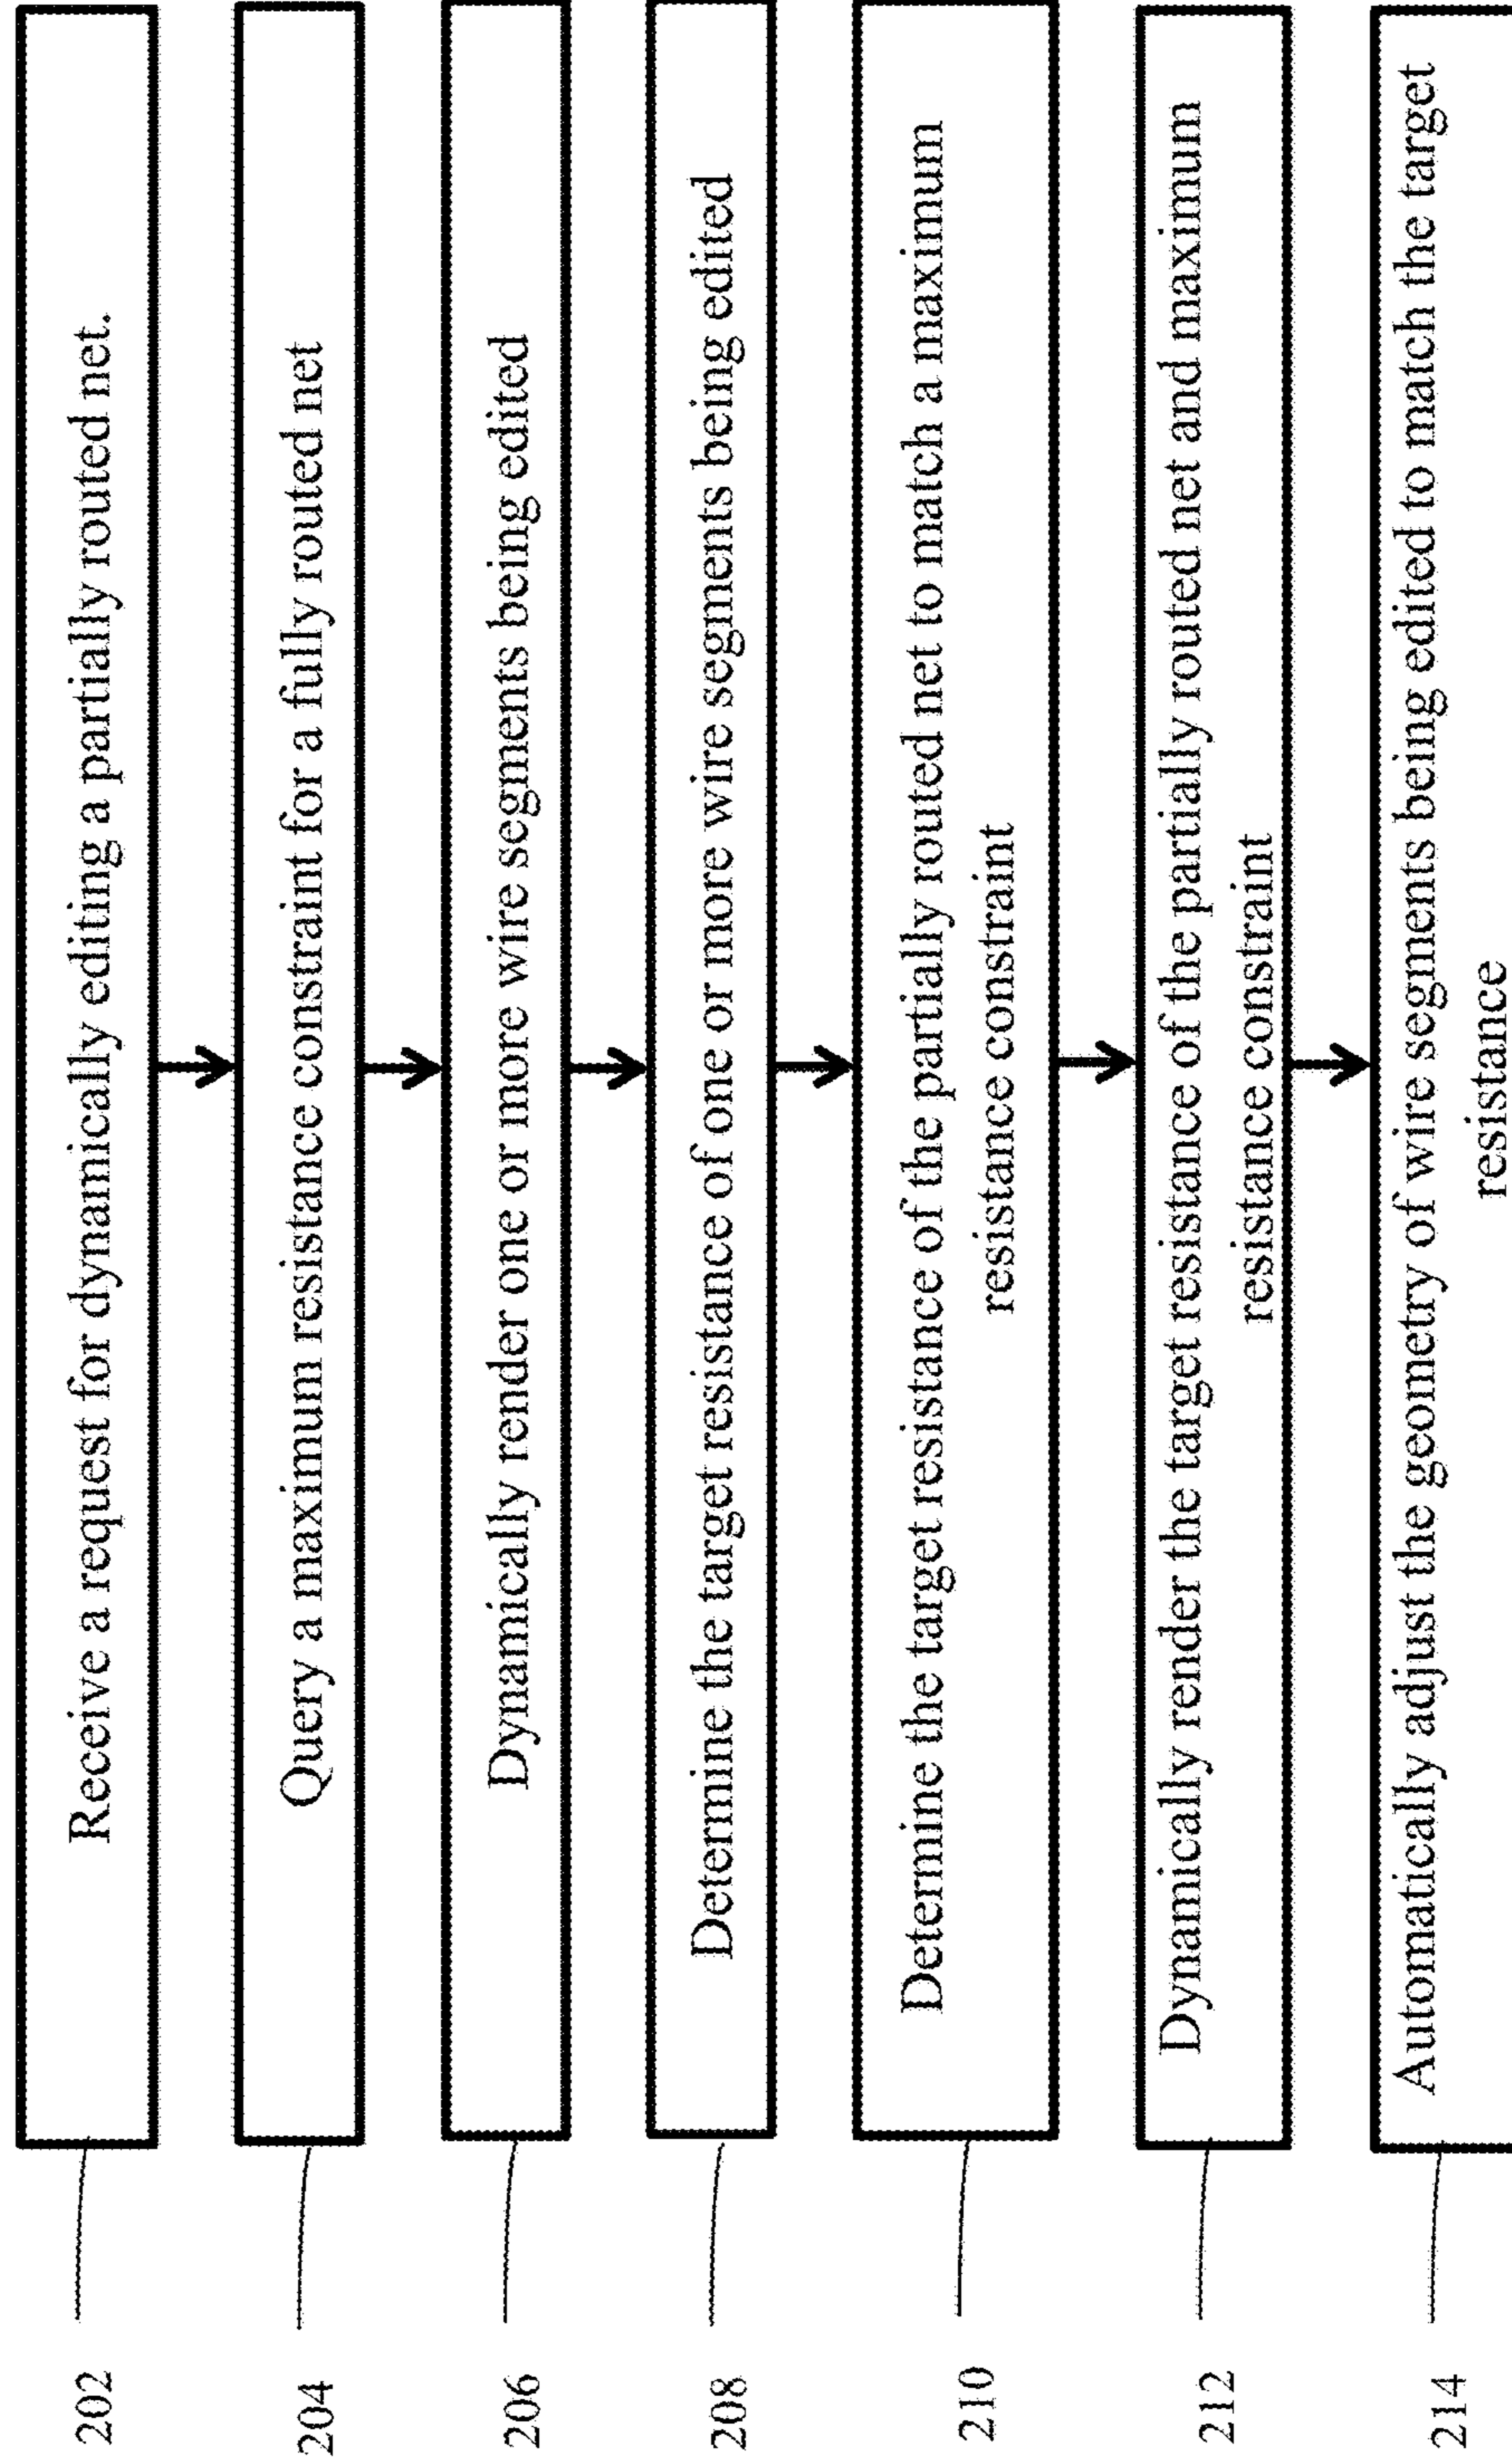 202
Receive a request for dynamically editing a partially routed net.
204
Query a maximum resistance constraint for a fully routed net
206
Dynamically render one or more wire segments being edited
208
Determine the target resistance of one or more wire segments being edited
210
Determine the target resistance of the partially routed net to match a maximum
resistance constraint
212
Dynamically render the target resistance of the partially routed net and maximum
resistance constraint
214
Automatically adjust the geometry of wire segments being edited to match the target
resistance